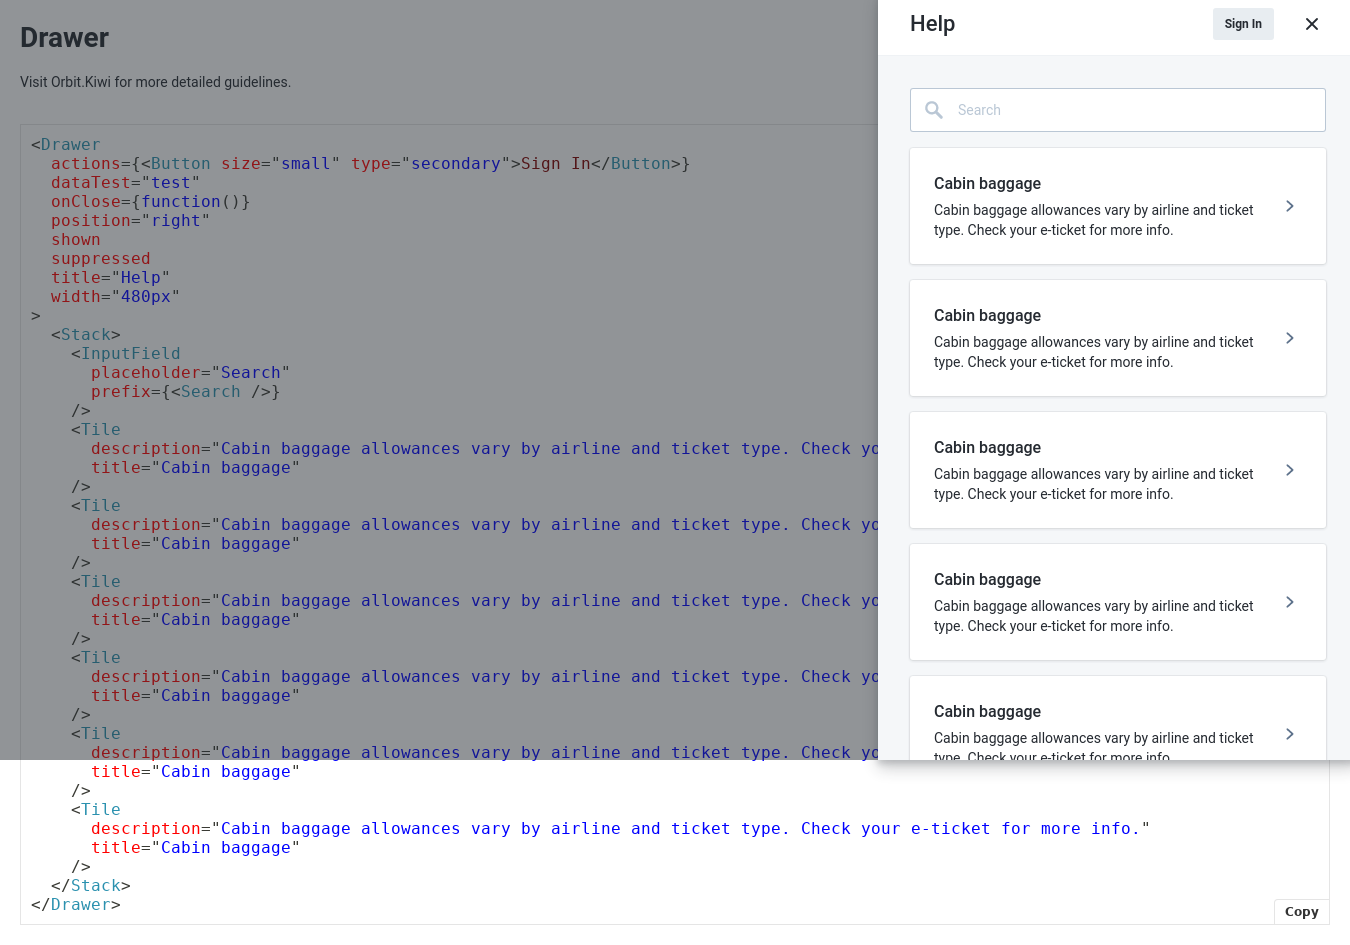 Drawer
Visit Orbit.Kiwi for more detailed guidelines.
<Drawer
actions={<Button size="small" type="secondary">Sign In</Button>}
dataTest="test"
onClose={function()}
position="right"
shown
suppressed
title="Help"
width="480px"
>
<Stack>
<InputField
placeholder="Search"
prefix={<Search />}
/>
<Tile
description="Cabin baggage allowances vary by airline and ticket type. Check yo
title="Cabin baggage"
/>
<Tile
description="Cabin baggage allowances vary by airline and ticket type. Check yo
title="Cabin baggage"
/>
<Tile
description="Cabin baggage allowances vary by airline and ticket type. Check yo
title="Cabin baggage"
/>
<Tile
description="Cabin baggage allowances vary by airline and ticket type. Check yo
title="Cabin baggage"
/>
<Tile
description="Cabin baggage allowances vary by airline and ticket type. Check yo
title="Cabin baggage"
/>
<Tile
description="Cabin baggage allowances vary by airline and ticket type. Check your e-ticket for more info."
title="Cabin baggage"
/>
</Stack>
</Drawer>
Copy
Help
Sign In
Search
Cabin baggage
Cabin baggage allowances vary by airline and ticket
type. Check your e-ticket for more info.
Cabin baggage
Cabin baggage allowances vary by airline and ticket
type. Check your e-ticket for more info.
Cabin baggage
Cabin baggage allowances vary by airline and ticket
type. Check your e-ticket for more info.
Cabin baggage
Cabin baggage allowances vary by airline and ticket
type. Check your e-ticket for more info.
Cabin baggage
Cabin baggage allowances vary by airline and ticket
type. Check your e-ticket for more info.